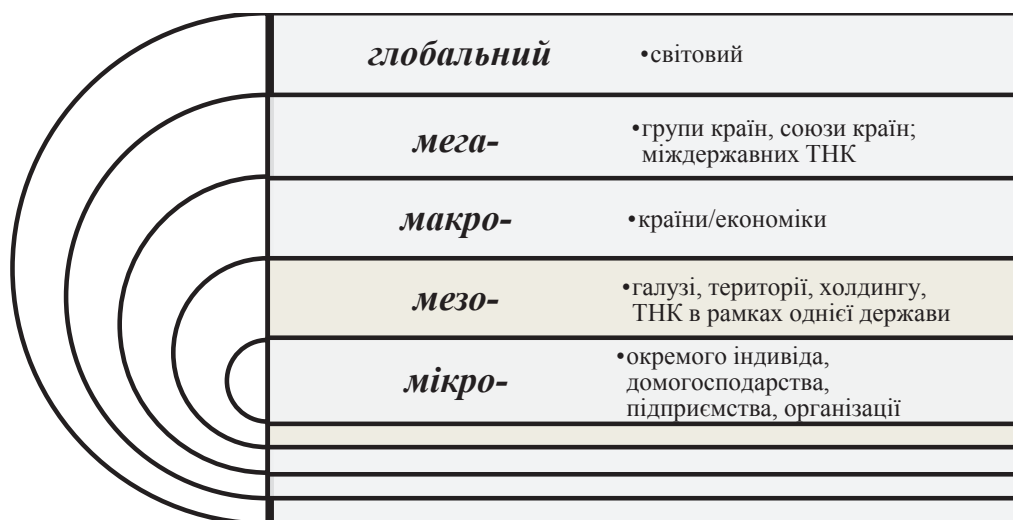 глобальний
•світовий
мега-
•групи країн, союзи країн;
міждержавних ТНК
макро-
•країни/економіки
мезо-
•галузі, території, холдингу,
ТНК в рамках однієї держави
мікро-
•окремого індивіда,
домогосподарства,
підприємства, організації